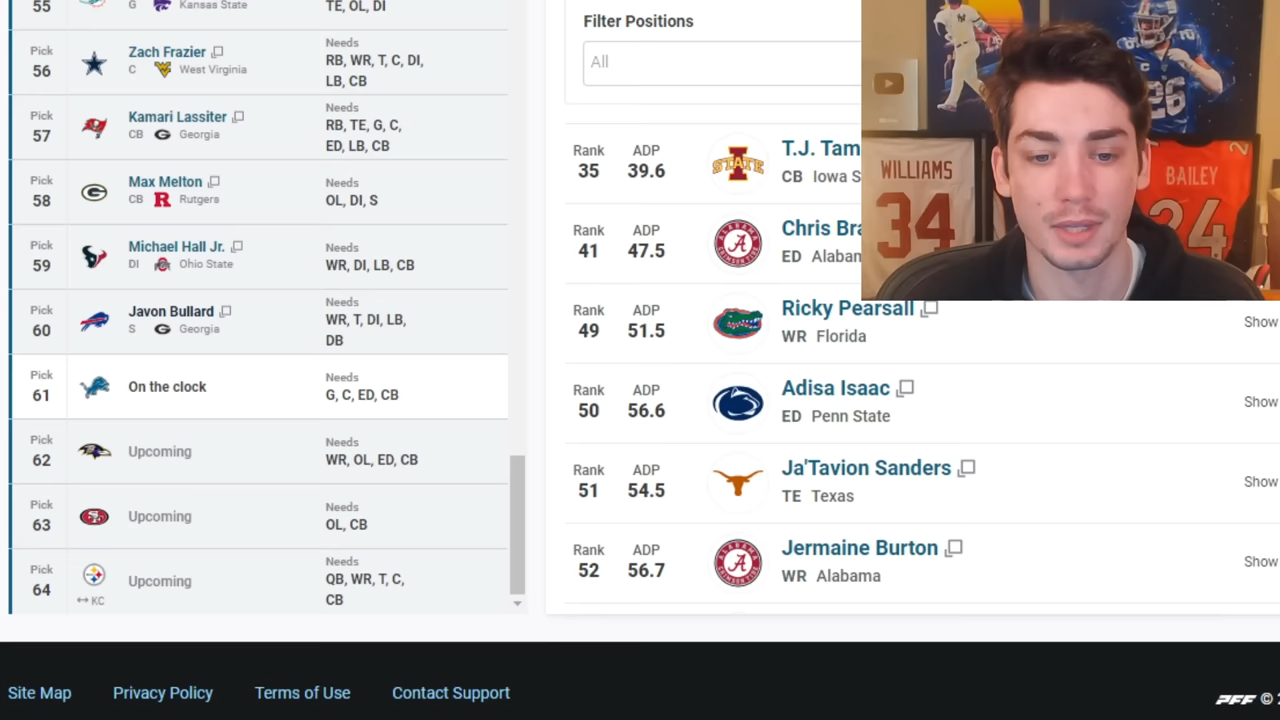 55
G Kansas State
TE, OL, DI
Pick
56
Zach Frazier
C West Virginia
Needs
RB, WR, T, C, DI,
LB, CB
Pick
57
Kamari Lassiter
CB Georgia
Needs
RB, TE, G, C,
ED, LB, CB
Pick
58
Max Melton
CB Rutgers
Needs
OL, DI, S
Pick
59
Michael Hall Jr.
DI Ohio State
Needs
WR, DI, LB, CB
Pick
60
Javon Bullard
S Georgia
Needs
WR, T, DI, LB,
DB
Pick
61
On the clock
Needs
G, C, ED, CB
Pick
62
Upcoming
Needs
WR, OL, ED, CB
Pick
63
Upcoming
Needs
OL, CB
Pick
64
KC
Upcoming
Needs
QB, WR, T, C,
CB
Filter Positions
All
Rank ADP
35 39.6
STATE
T.J. Tam
CB Iowa S
Rank ADP
41 47.5
Chris Bra
ED Alaban
Rank ADP
49 51.5
Ricky Pearsall
WR Florida
Show
Rank ADP
50 56.6
Adisa Isaac
ED Penn State
Show
Rank ADP
51 54.5
Ja'Tavion Sanders
TE Texas
Show
Rank ADP
52 56.7
Jermaine Burton
WR Alabama
Show
WILLIAMS
34
26
BAILEY
24
Site Map Privacy Policy Terms of Use Contact Support
PFF ©